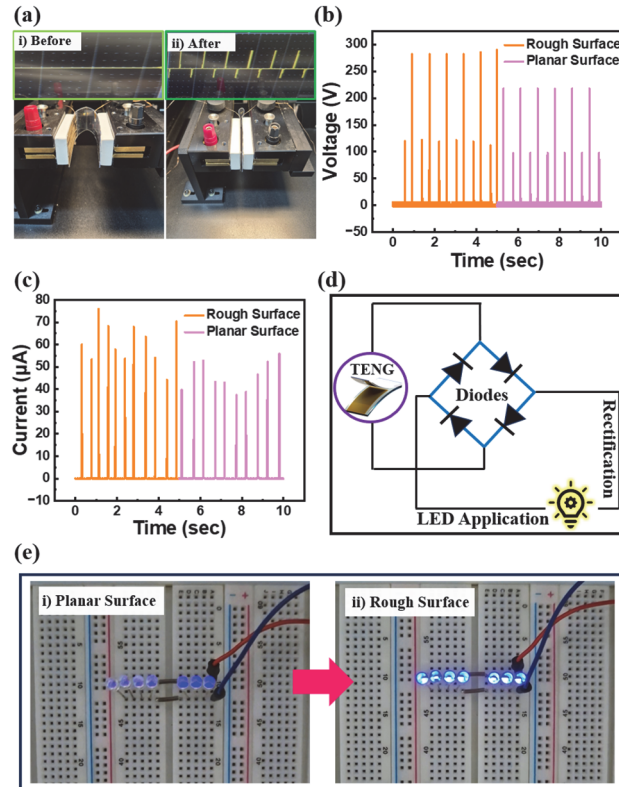 (a)
i) Before
ii) After
(b)
Voltage (V)
300
250
200
150
100
50
0
−50
Rough Surface
Planar Surface
0 2 4 6 8 10
Time (sec)
(c)
Current (µA)
80
70
60
50
40
30
20
10
0
−10
Rough Surface
Planar Surface
0 2 4 6 8 10
Time (sec)
(d)
TENG
Diodes
Rectification
LED Application
(e)
i) Planar Surface
ii) Rough Surface